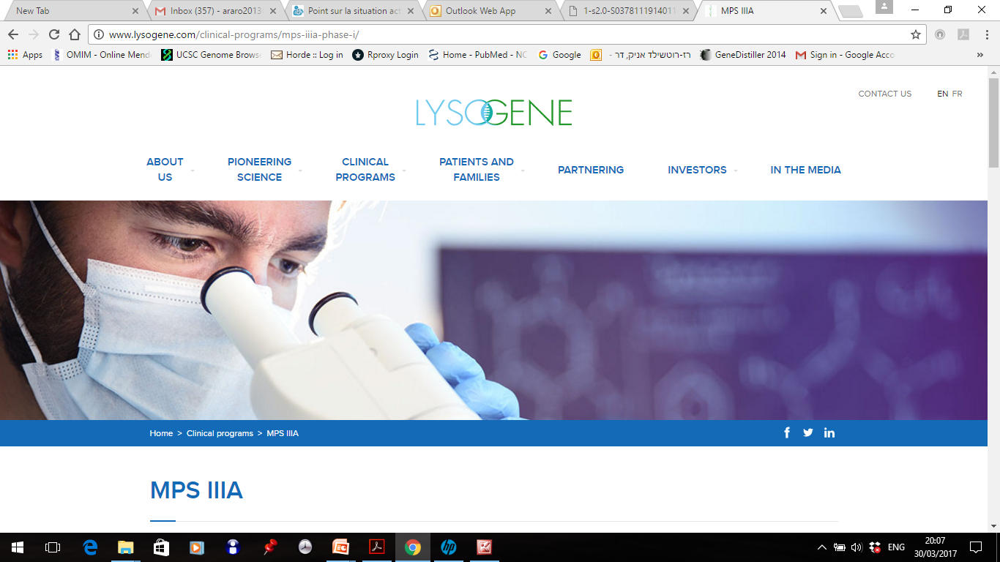 New Tab
Inbox (357) - araro2013
Point sur la situation act
Outlook Web App
1-s2.0-S0378111914011
MPS IIIA
www.lysogene.com/clinical-programs/mps-iiia-phase-i/
Apps
OMIM - Online Mend
UCSC Genome Browse
Horde :: Log in
Rproxy Login
Home - PubMed - NC
Google
רז-רוטשילד אניק, דר -
GeneDistiller 2014
Sign in - Google Acco
»
CONTACT US
EN FR
LYSOGENE
ABOUT
US
PIONEERING
SCIENCE
CLINICAL
PROGRAMS
PATIENTS AND
FAMILIES
PARTNERING
INVESTORS
IN THE MEDIA
Home > Clinical programs > MPS IIIA
MPS IIIA
ENG
20:07
30/03/2017